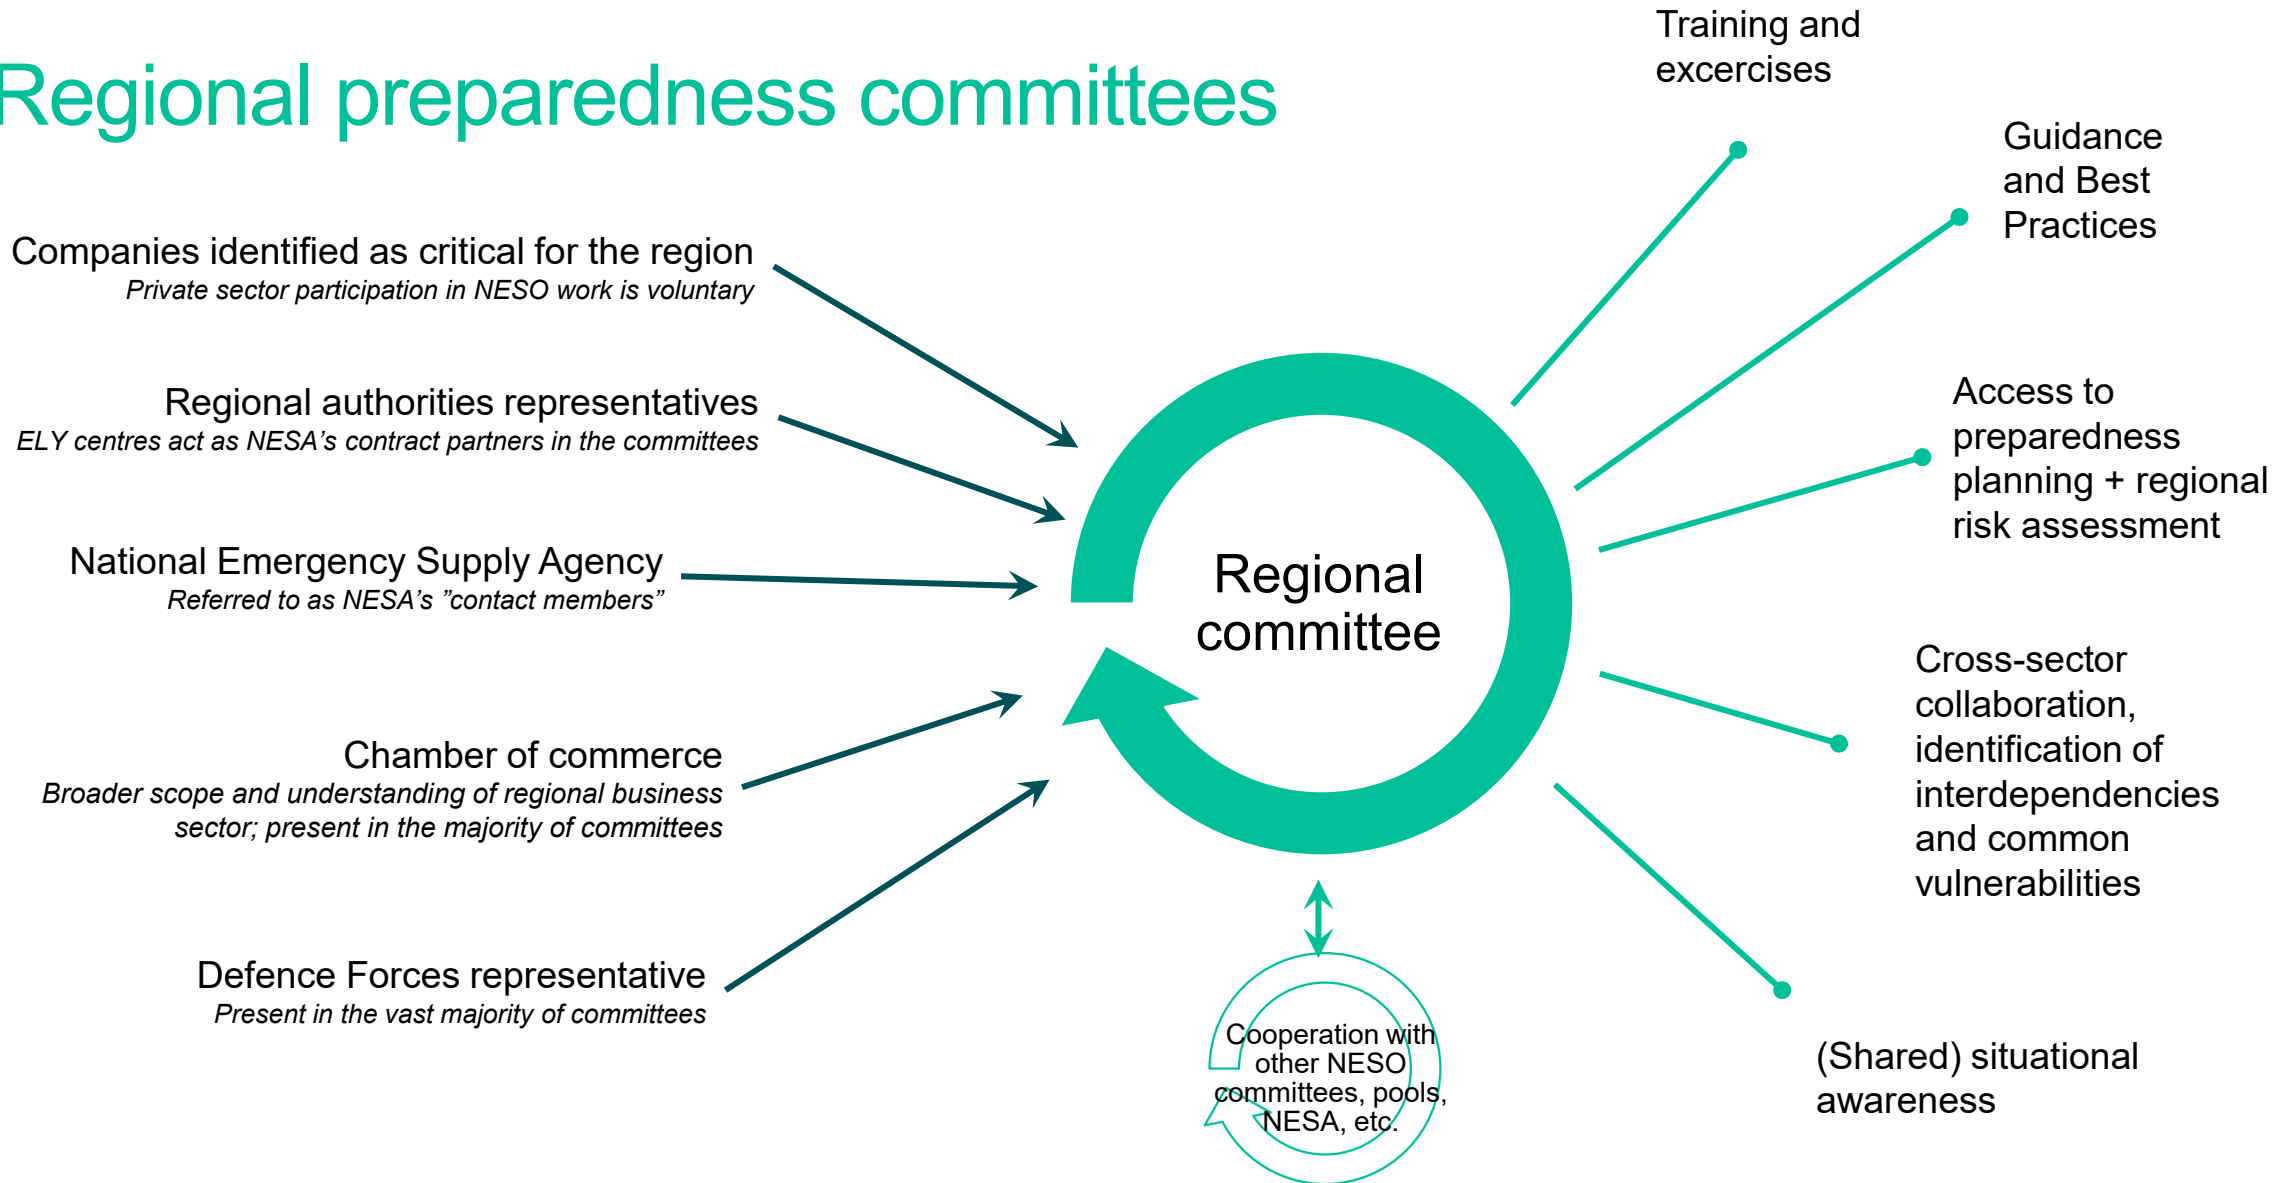 Regional preparedness committees
Companies identified as critical for the region
Private sector participation in NESO work is voluntary
Regional authorities representatives
ELY centres act as NESA’s contract partners in the committees
National Emergency Supply Agency
Referred to as NESA’s ”contact members”
Chamber of commerce
Broader scope and understanding of regional business
sector; present in the majority of committees
Defence Forces representative
Present in the vast majority of committees
Regional
committee
Cooperation with
other NESO
committees, pools,
NESA, etc.
Training and
excercises
Guidance
and Best
Practices
Access to
preparedness
planning + regional
risk assessment
Cross-sector
collaboration,
identification of
interdependencies
and common
vulnerabilities
(Shared) situational
awareness